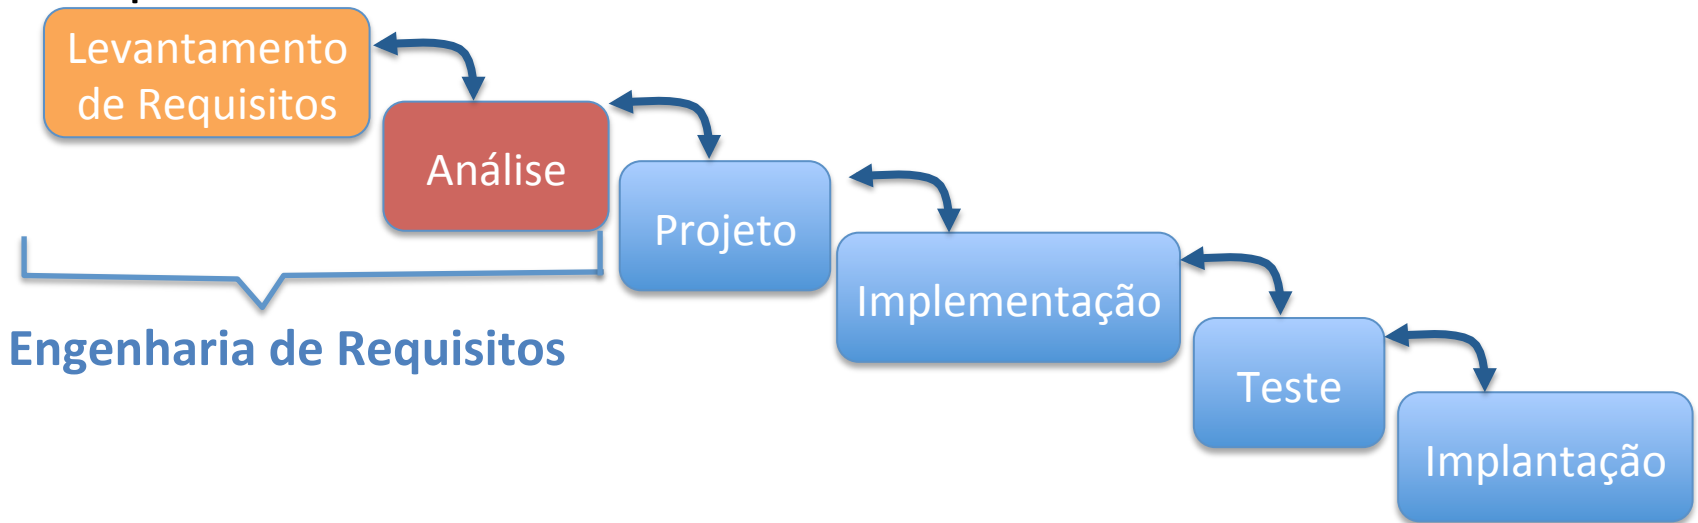 Levantamento
de Requisitos
Análise
Projeto
Implementação
Engenharia de Requisitos
Teste
Implantação